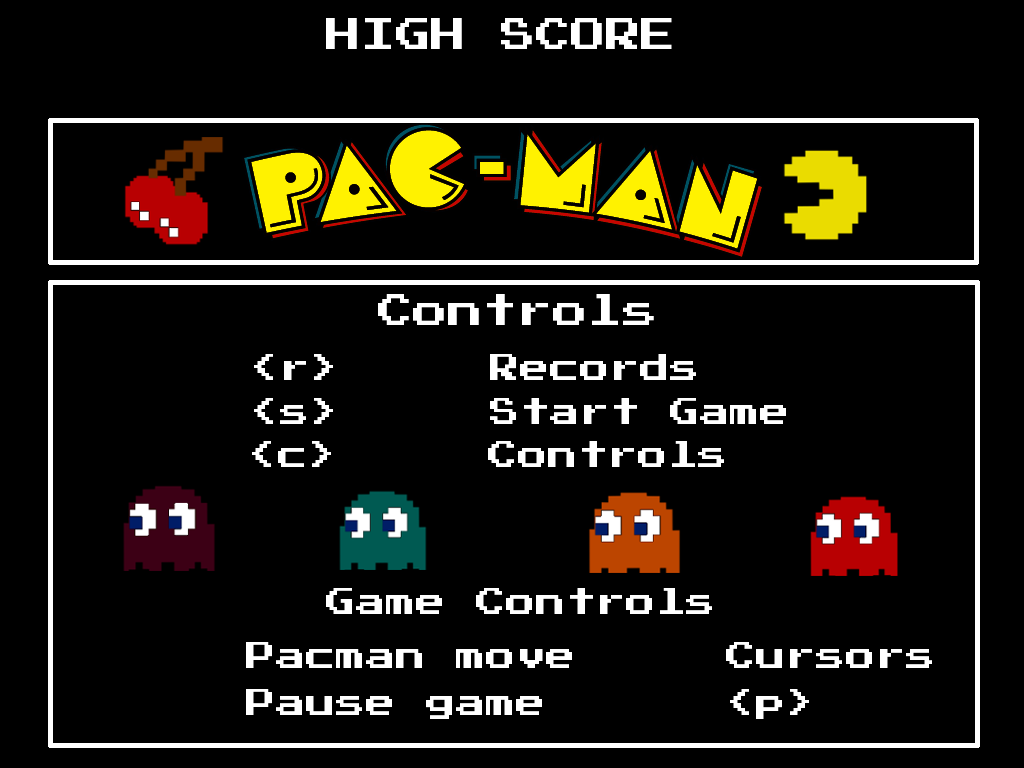 HIGH SCORE
PAC-MAN
Controls
(r) Records
(s) Start Game
(c) Controls
Game Controls
Pacman move Cursors
Pause game (p)